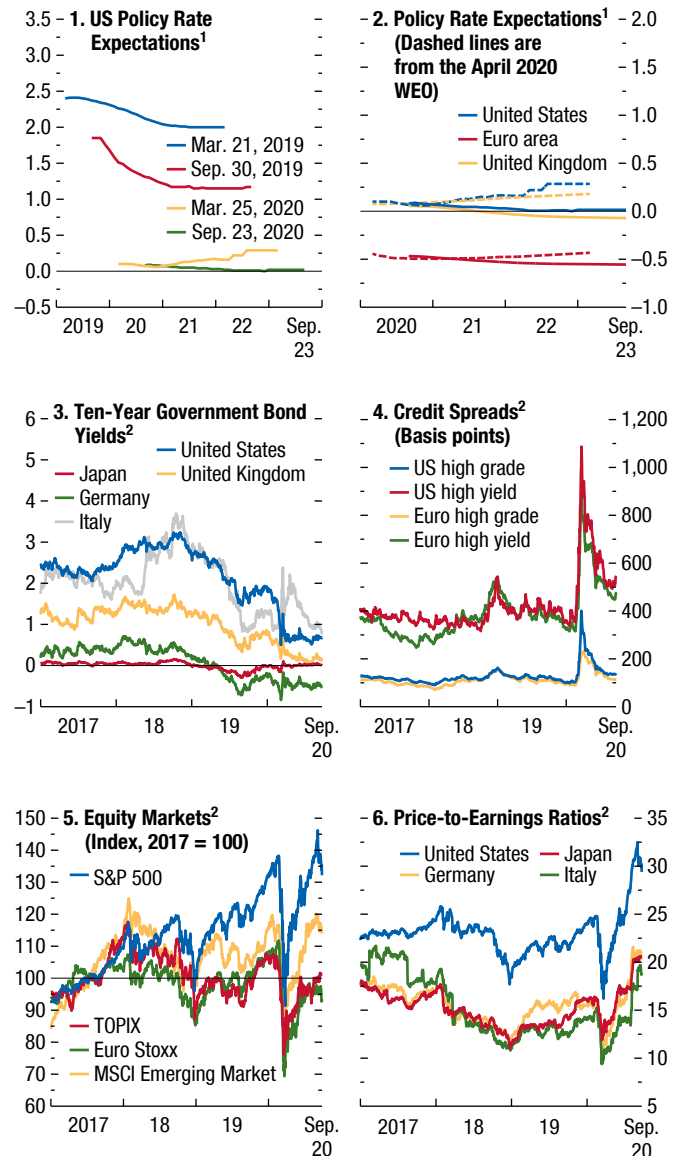 1. US Policy Rate
Expectations1
3.5
3.0
2.5
2.0
1.5
1.0
0.5
0.0
–0.5
Mar. 21, 2019
Sep. 30, 2019
Mar. 25, 2020
Sep. 23, 2020
2019 20 21 22 Sep.
23
2. Policy Rate Expectations1
(Dashed lines are
from the April 2020
WEO)
United States
Euro area
United Kingdom
2.0
1.5
1.0
0.5
0.0
–0.5
–1.0
2020 21 22 Sep.
23
3. Ten-Year Government Bond
Yields2
United States
Japan United Kingdom
Germany
Italy
6
5
4
3
2
1
0
–1
2017 18 19 Sep.
20
4. Credit Spreads2
(Basis points)
US high grade
US high yield
Euro high grade
Euro high yield
1,200
1,000
800
600
400
200
0
2017 18 19 Sep.
20
5. Equity Markets2
(Index, 2017 = 100)
S&P 500
TOPIX
Euro Stoxx
MSCI Emerging Market
150
140
130
120
110
100
90
80
70
60
2017 18 19 Sep.
20
6. Price-to-Earnings Ratios2
United States Japan
Germany Italy
35
30
25
20
15
10
5
2017 18 19 Sep.
20